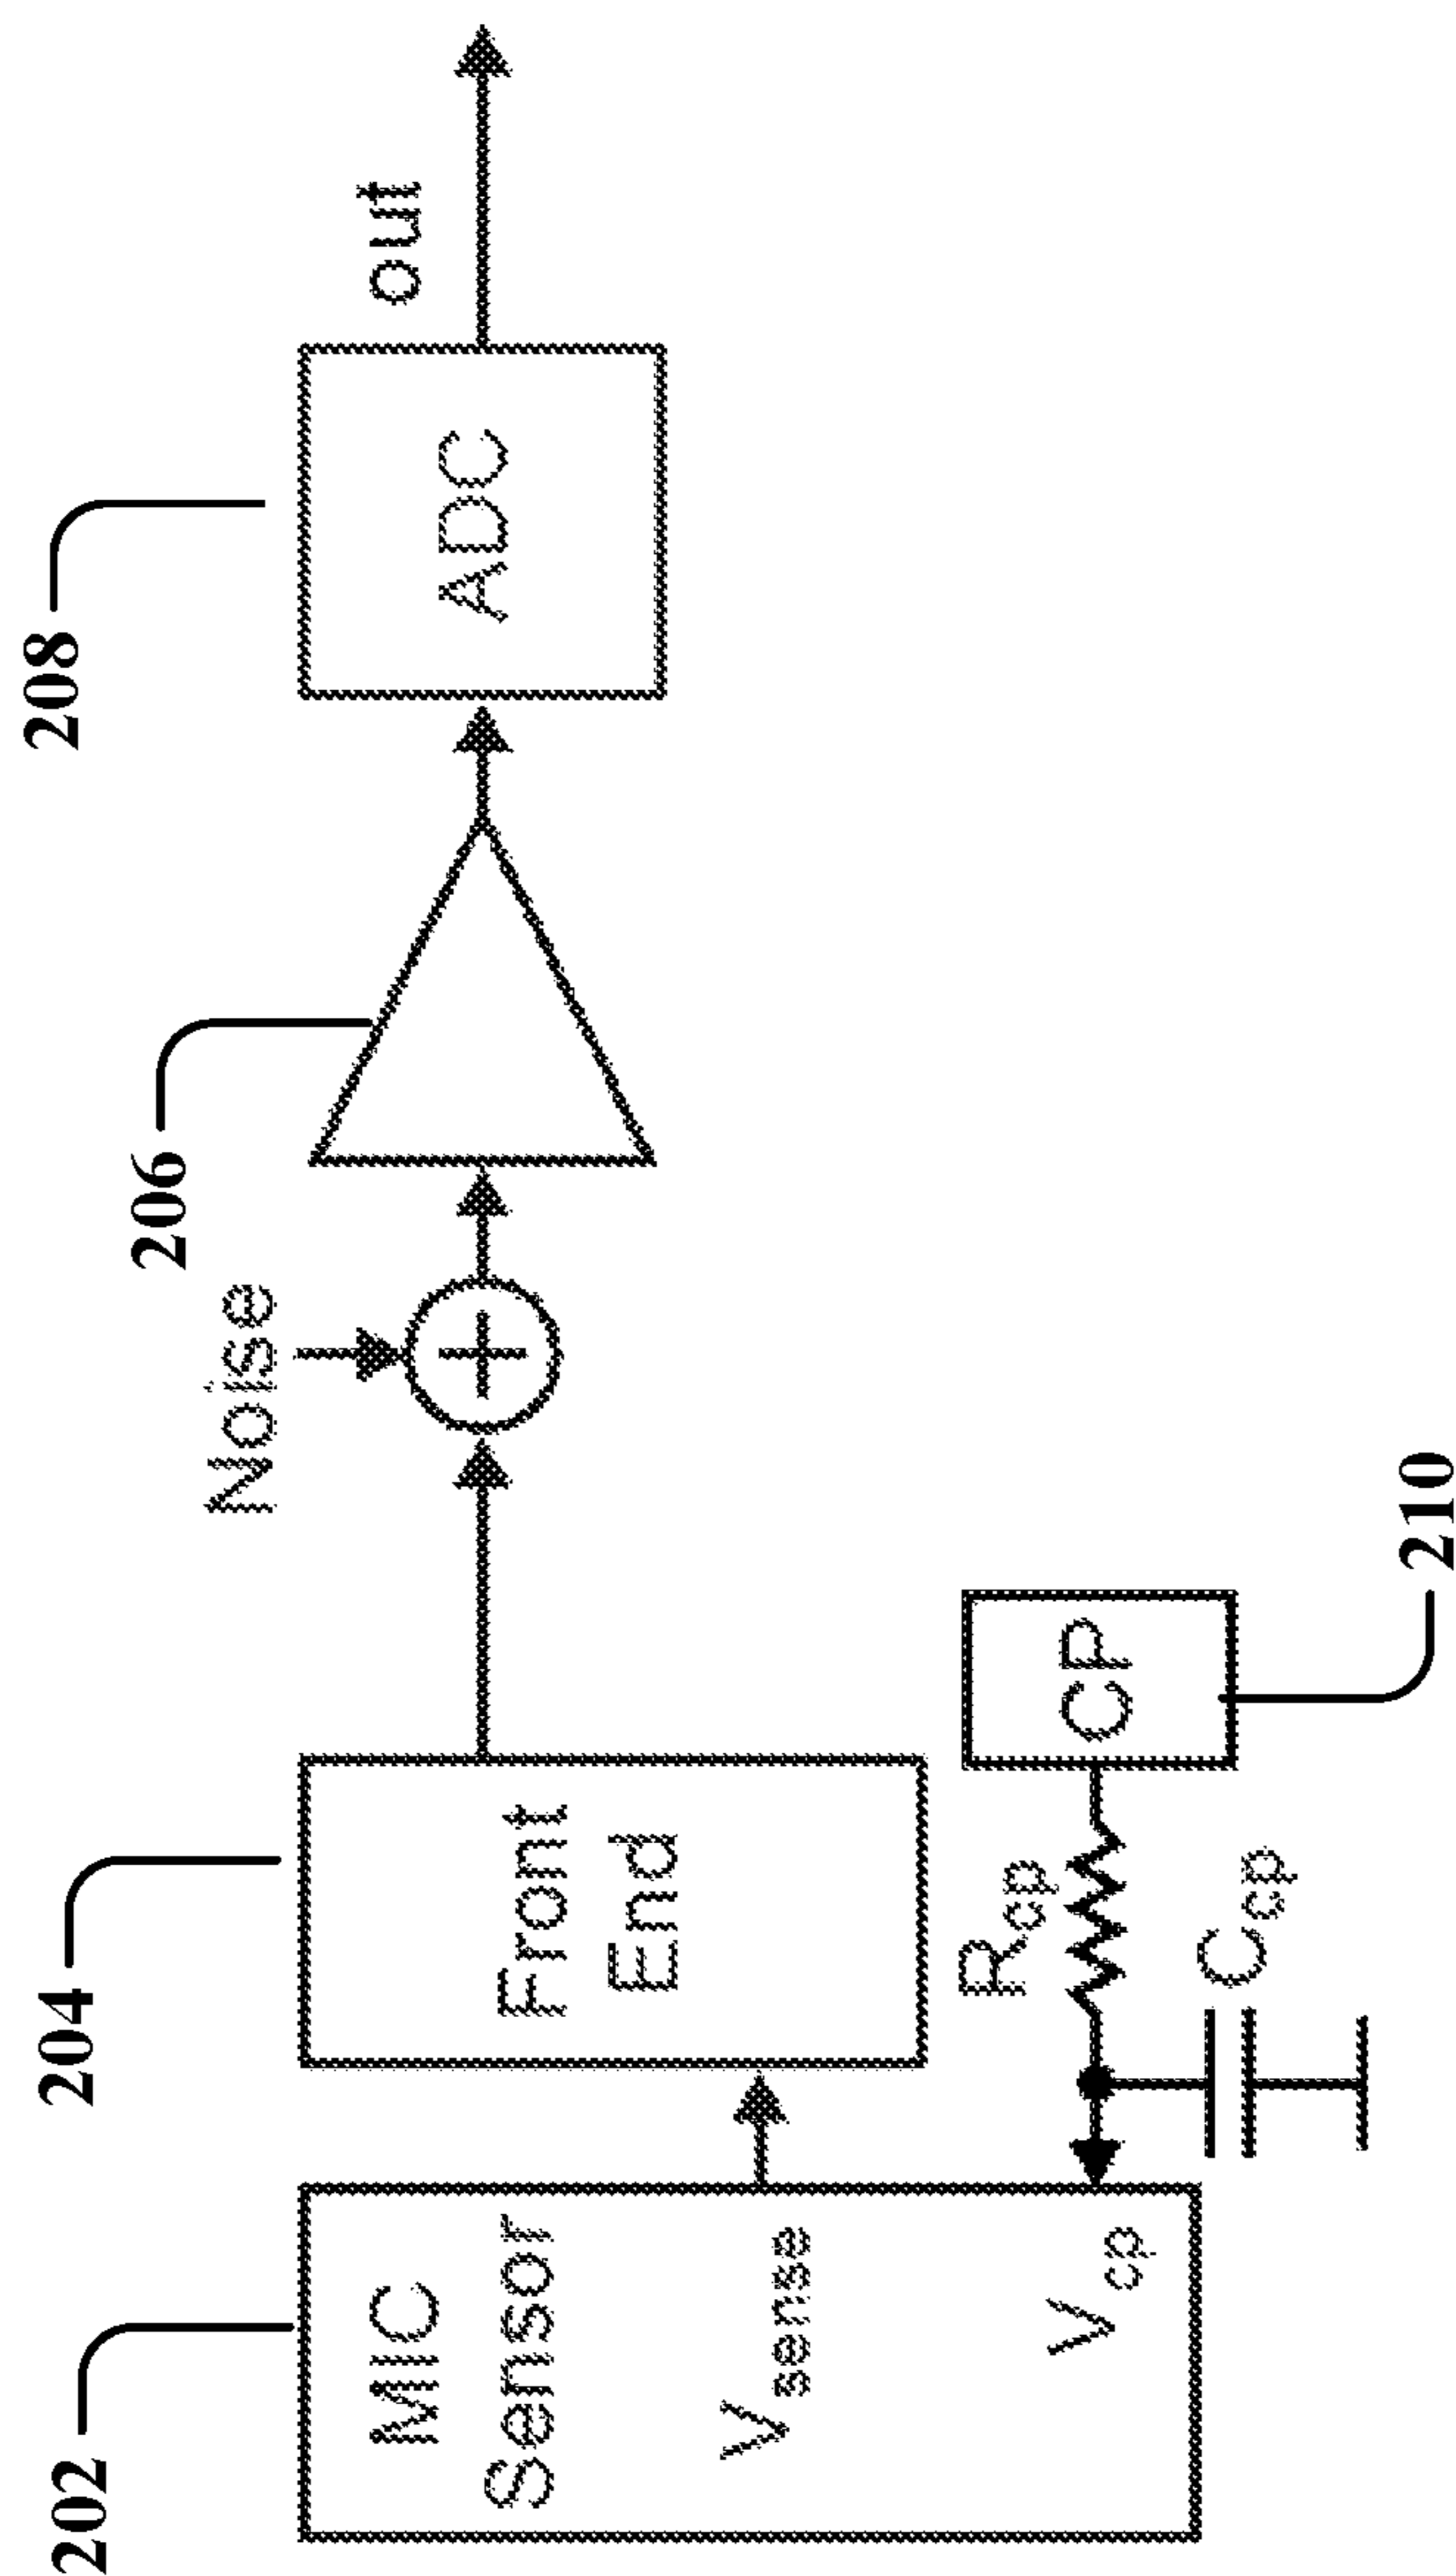 202
MIC
Sensor
Vsense
Vcp
204
Front
End
Rcp
Ccp
CP
210
Noise
206
208
ADC
out